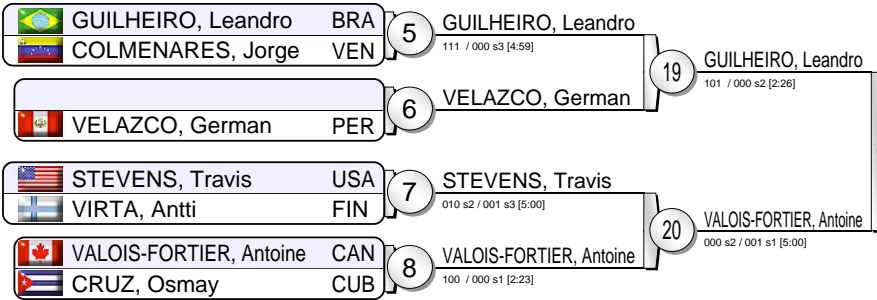 GUILHEIRO, Leandro BRA
COLMENARES, Jorge VEN
5
GUILHEIRO, Leandro
111 / 000 s3 [4:59]
VELAZCO, German PER
6
VELAZCO, German
19
GUILHEIRO, Leandro
101 / 000 s2 [2:26]
STEVENS, Travis USA
VIRTA, Antti FIN
7
STEVENS, Travis
010 s2 / 001 s3 [5:00]
VALOIS-FORTIER, Antoine CAN
CRUZ, Osmay CUB
8
VALOIS-FORTIER, Antoine
100 / 000 s1 [2:23]
20
VALOIS-FORTIER, Antoine
000 s2 / 001 s1 [5:00]